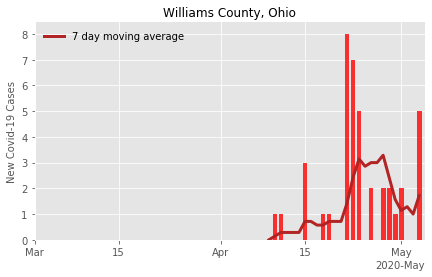 Williams County, Ohio
7 day moving average
New Covid-19 Cases
8
7
6
5
4
3
2
1
0
Mar 15 Apr 15 May
2020-May